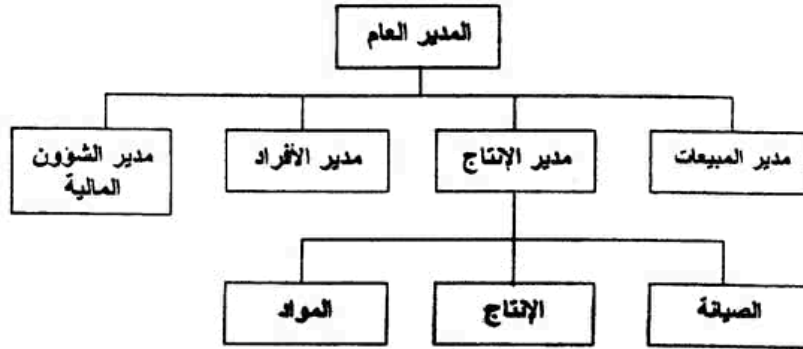 المدير العام
مدير المبيعات
مدير الإنتاج
مدير الأفراد
مدير الشؤون
المالية
الصيانة
الإنتاج
المواد